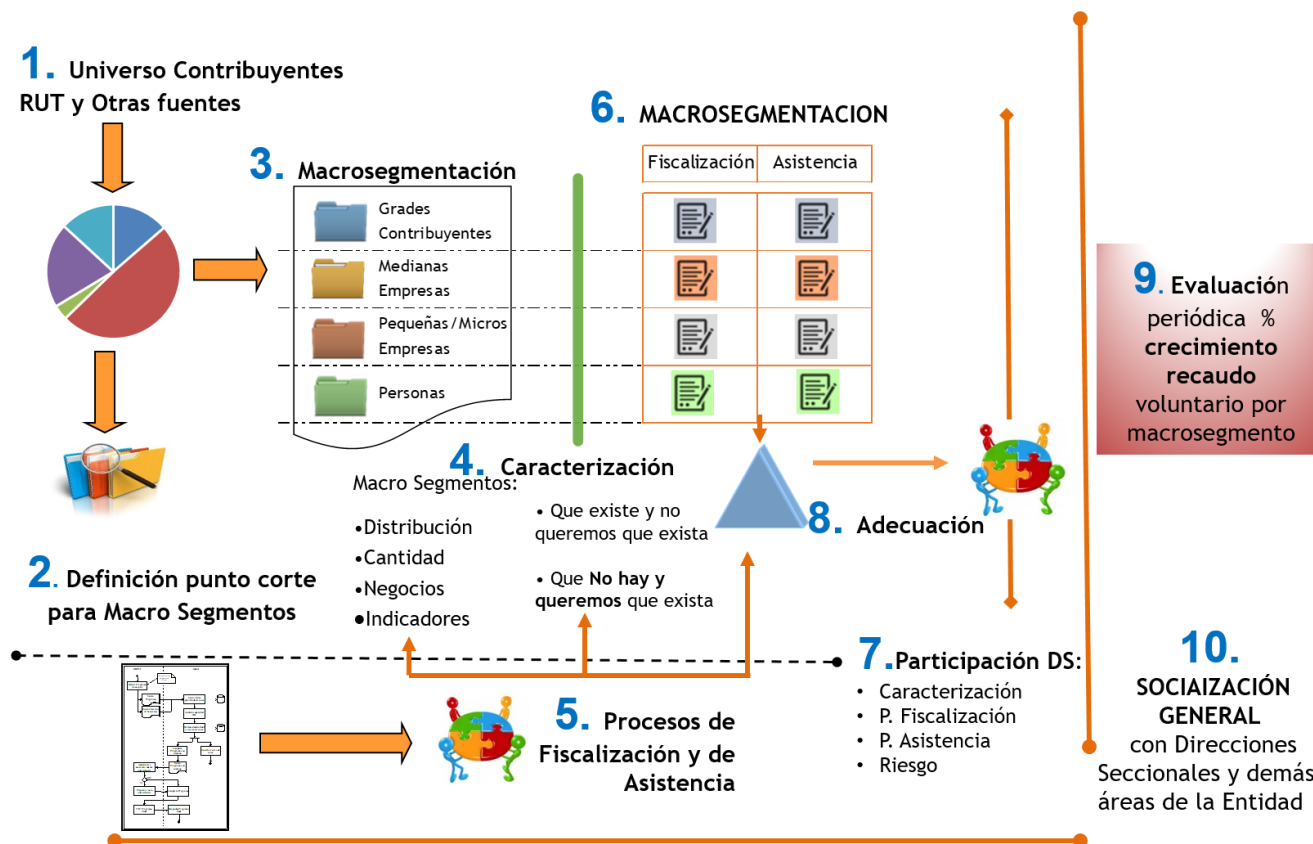 1. Universo Contribuyentes
RUT y Otras fuentes
3. Macrosegmentación
Grades
Contribuyentes
Medianas
Empresas
Pequeñas/Micros
Empresas
Personas
6. MACROSEGMENTACION
Fiscalización Asistencia
4. Caracterización
Macro Segmentos:
•Distribución
•Cantidad
•Negocios
•Indicadores
• Que existe y no
queremos que exista
• Que No hay y
queremos que exista
8. Adecuación
2. Definición punto corte
para Macro Segmentos
5. Procesos de
Fiscalización y de
Asistencia
7.Participación DS:
• Caracterización
• P. Fiscalización
• P. Asistencia
• Riesgo
9. Evaluación
periódica %
crecimiento
recaudo
voluntario por
macrosegmento
10.
SOCIAIZACIÓN
GENERAL
con Direcciones
Seccionales y demás
áreas de la Entidad